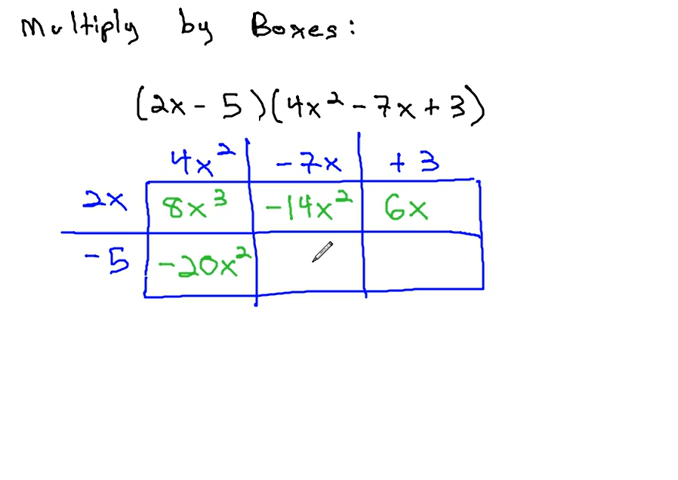 Multiply by Boxes:
(2x - 5)(4x² - 7x + 3)
4x² - 7x + 3
2x 8x³ -14x² 6x
-5 -20x²